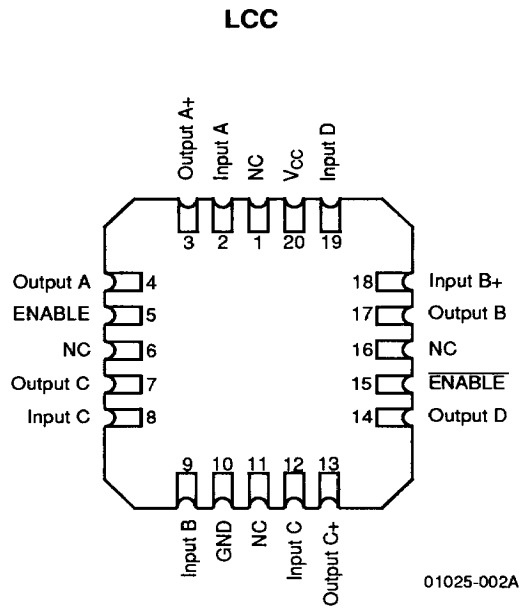 LCC
Output A+
Input A
NC
VCC
Input D
3 2 1 20 19
Output A 4
ENABLE 5
NC 6
Output C 7
Input C 8
18 Input B+
17 Output B
16 NC
15 ENABLE
14 Output D
9 10 11 12 13
Input B
GND
NC
Input C
Output C+
01025-002A